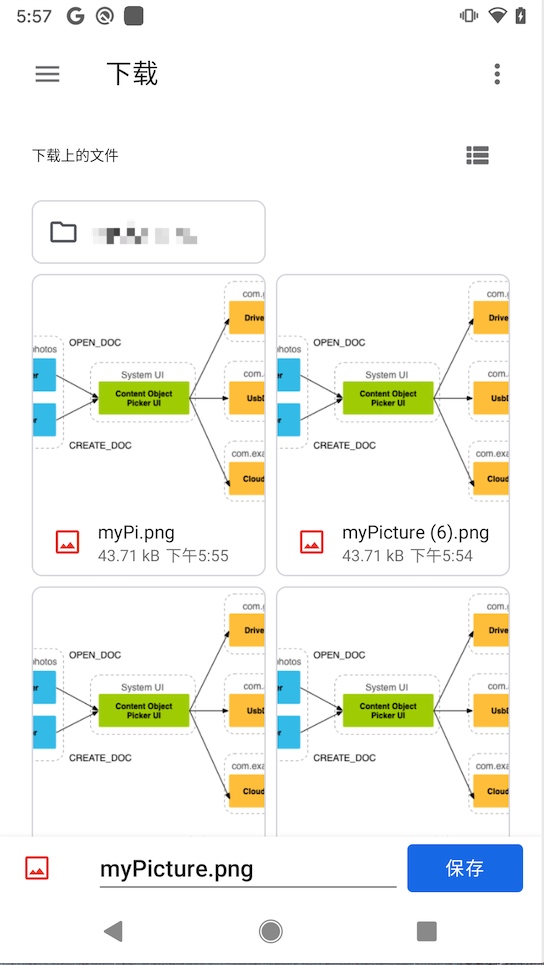 5:57
下载
下载上的文件
com.g
Drive
photos
OPEN_DOC
System UI
com.
er
Content Object
Picker UI
UsbD
CREATE_DOC
com.exa
Cloud
myPi.png
43.71 kB 下午5:55
com.g
Drive
photos
OPEN_DOC
System UI
com.
er
Content Object
Picker UI
UsbD
CREATE_DOC
com.exa
Cloud
myPicture (6).png
43.71 kB 下午5:54
com.g
Drive
photos
OPEN_DOC
System UI
com.
er
Content Object
Picker UI
UsbD
CREATE_DOC
com.exa
Cloud
com.g
Drive
photos
OPEN_DOC
System UI
com.
er
Content Object
Picker UI
UsbD
CREATE_DOC
com.exa
Cloud
myPicture.png
保存